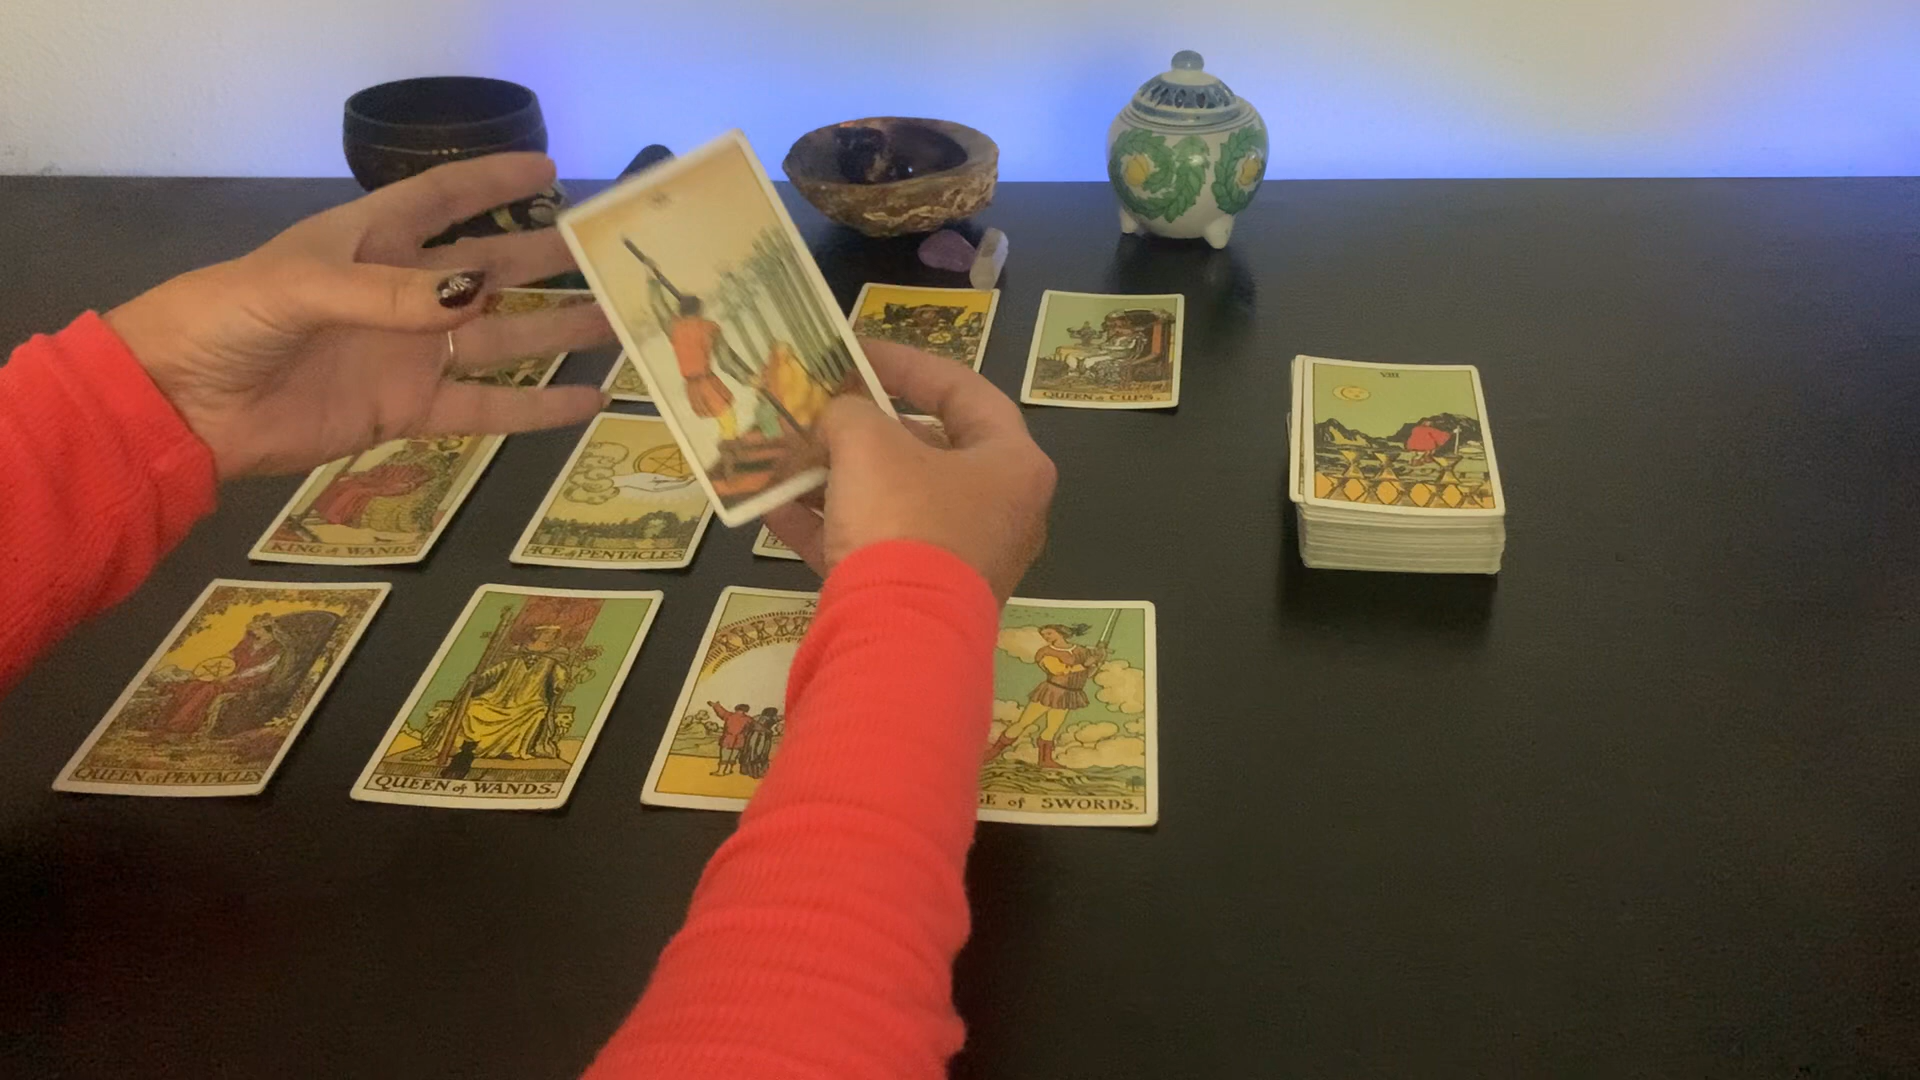 QUEEN of CUPS.
VIII
KING of WANDS
ACE of PENTACLES
QUEEN of PENTACLES
QUEEN of WANDS.
of SWORDS.